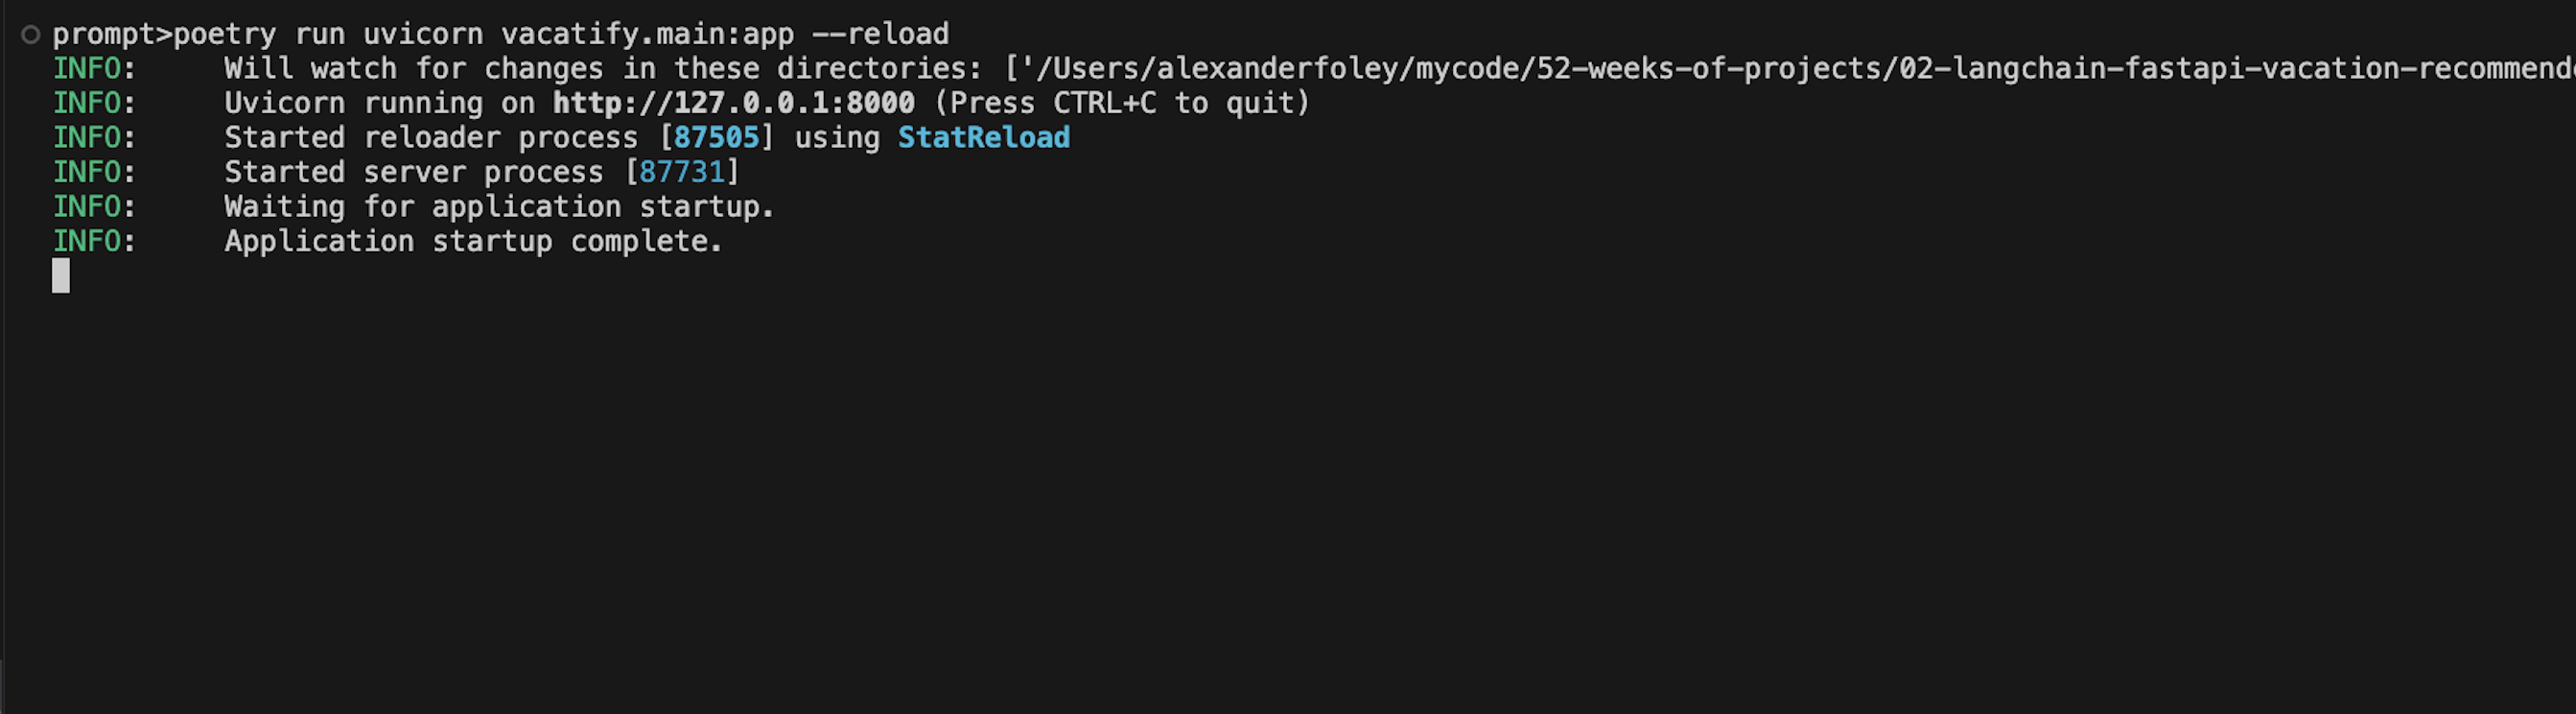 prompt>poetry run uvicorn vacatify.main:app --reload
INFO:     Will watch for changes in these directories: ['/Users/alexanderfoley/mycode/52-weeks-of-projects/02-langchain-fastapi-vacation-recommend
INFO:     Uvicorn running on http://127.0.0.1:8000 (Press CTRL+C to quit)
INFO:     Started reloader process [87505] using StatReload
INFO:     Started server process [87731]
INFO:     Waiting for application startup.
INFO:     Application startup complete.